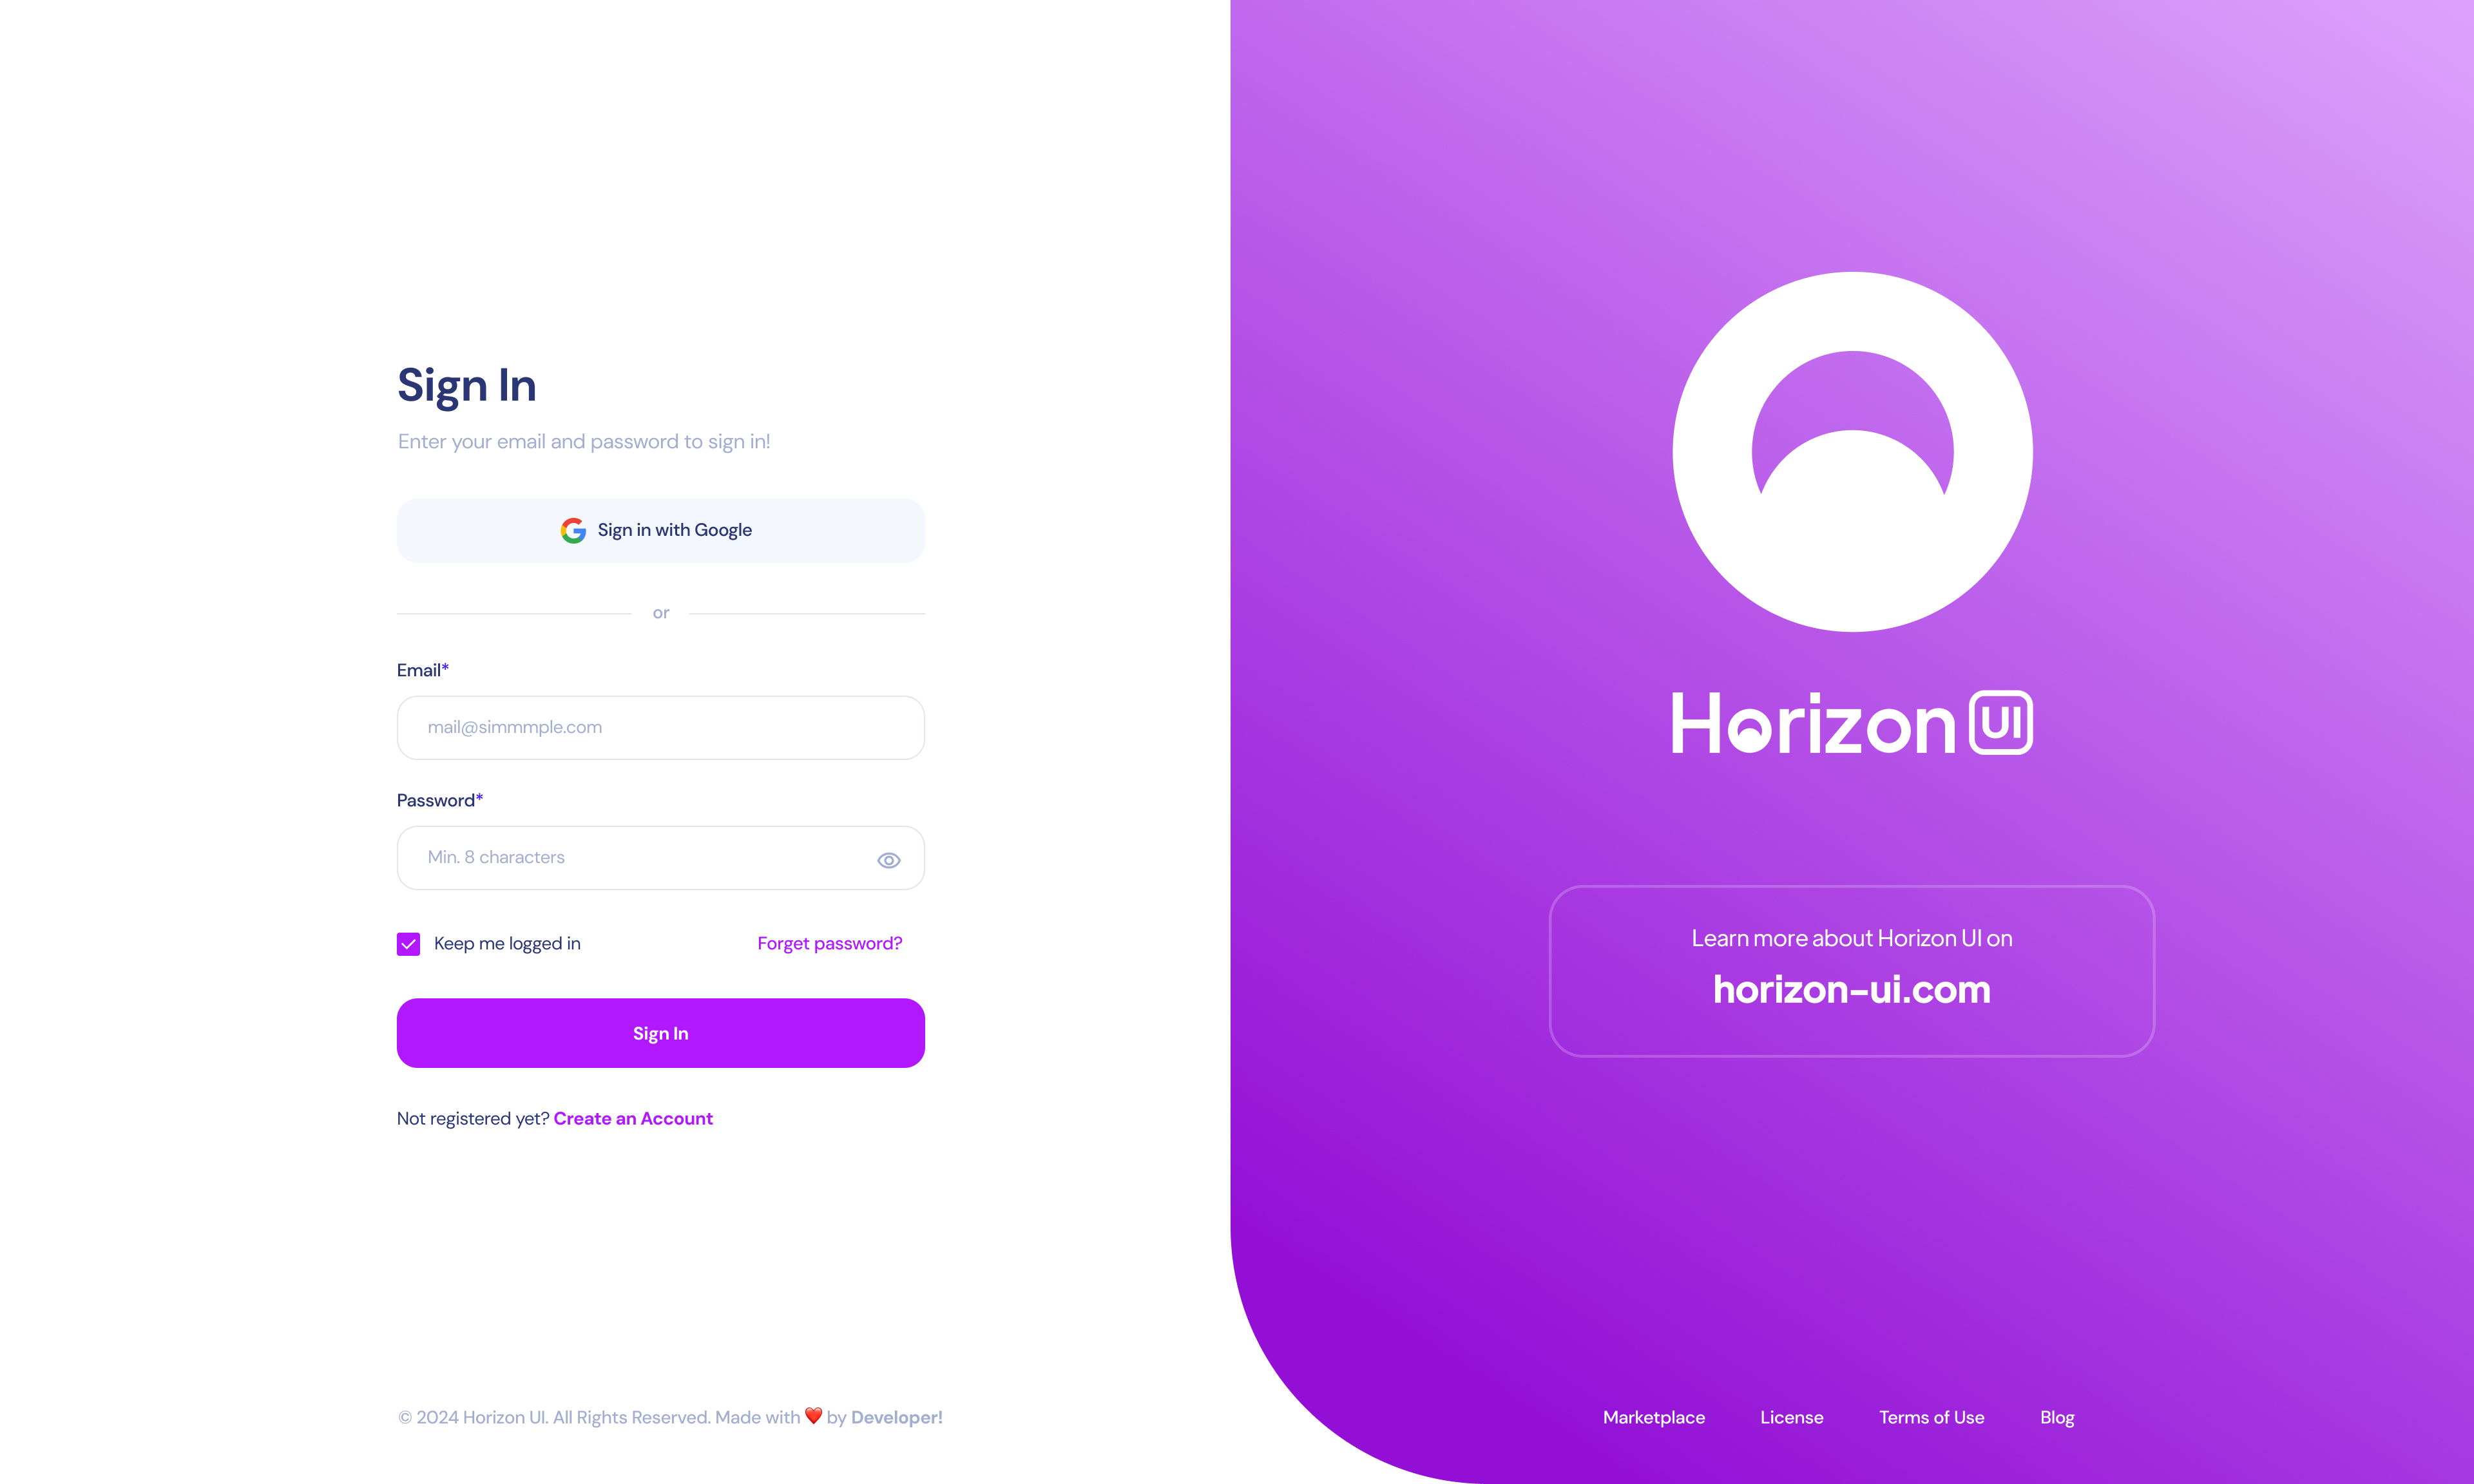 Sign In
Enter your email and password to sign in!
Sign in with Google
or
Email*
mail@simmmple.com
Password*
Min. 8 characters
Keep me logged in
Forget password?
Sign In
Not registered yet? Create an Account
© 2024 Horizon UI. All Rights Reserved. Made with ❤️ by Developer!
Horizon UI
Learn more about Horizon UI on
horizon-ui.com
Marketplace
License
Terms of Use
Blog